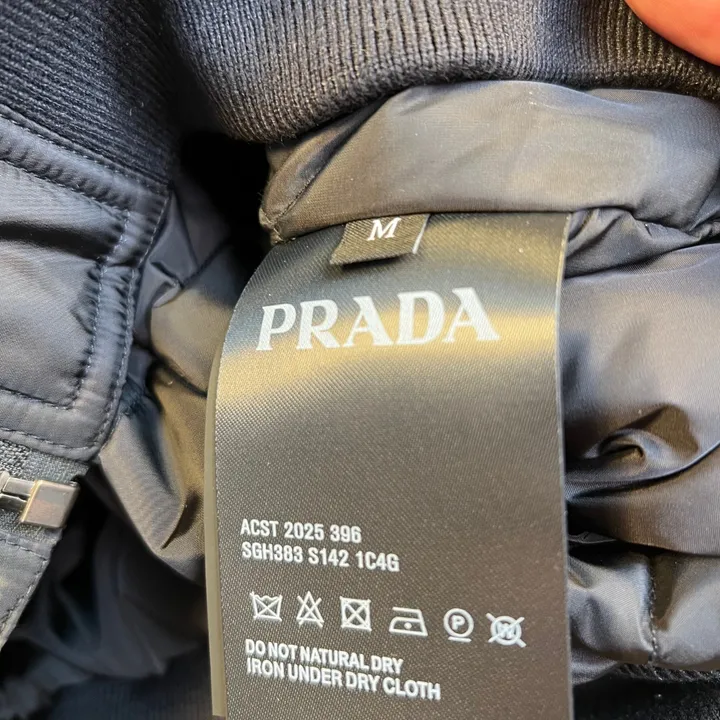 M
PRADA
ACST 2025 396
SGH383 S142 1C4G
P W
DO NOT NATURAL DRY
IRON UNDER DRY CLOTH